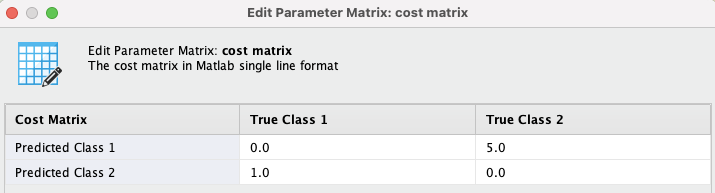 Edit Parameter Matrix: cost matrix
Edit Parameter Matrix: cost matrix
The cost matrix in Matlab single line format
Cost Matrix True Class 1 True Class 2
Predicted Class 1 0.0 5.0
Predicted Class 2 1.0 0.0